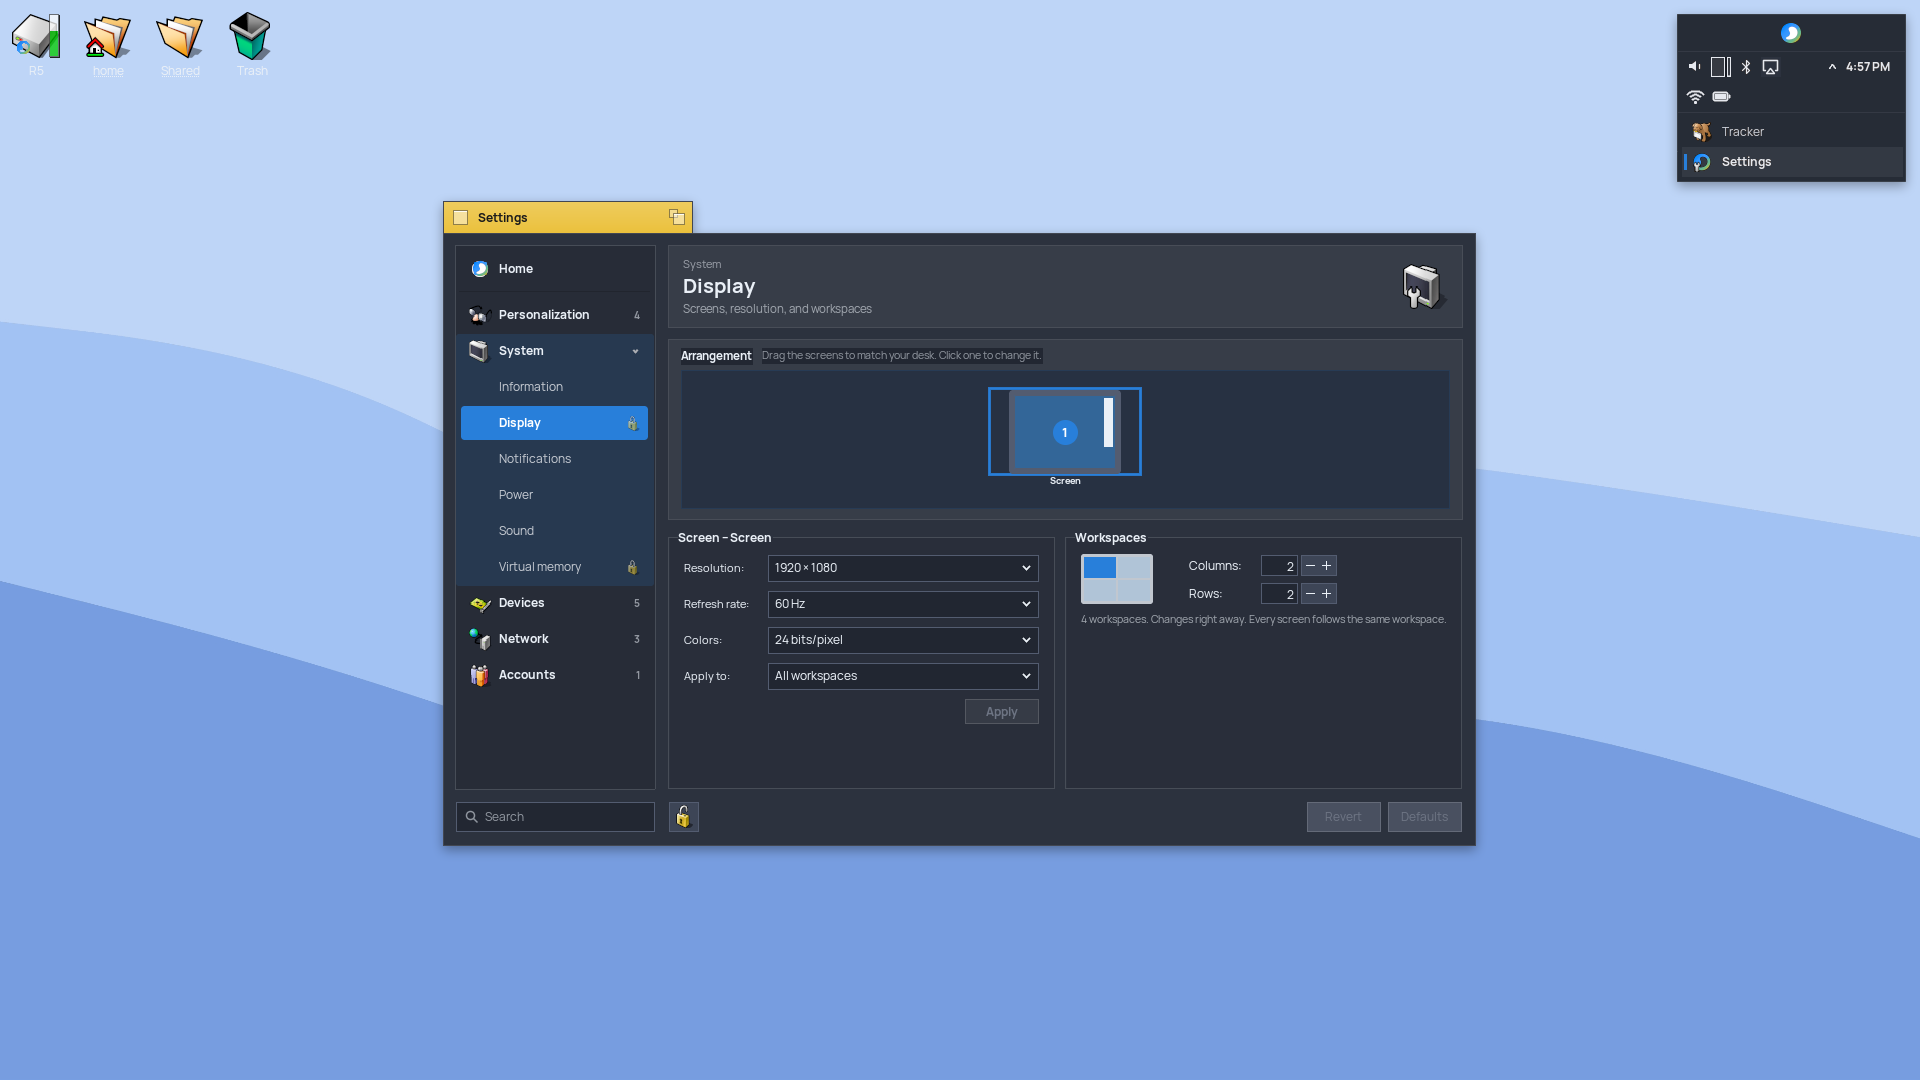 R5
home
Shared
Trash
4:57 PM
Tracker
Settings
Settings
Home
Personalization 4
System
Information
Display
Notifications
Power
Sound
Virtual memory
Devices 5
Network 3
Accounts 1
Search
System
Display
Screens, resolution, and workspaces
Arrangement Drag the screens to match your desk. Click one to change it.
1
Screen
Screen – Screen
Resolution: 1920 × 1080
Refresh rate: 60 Hz
Colors: 24 bits/pixel
Apply to: All workspaces
Apply
Workspaces
Columns: 2
Rows: 2
4 workspaces. Changes right away. Every screen follows the same workspace.
Revert
Defaults